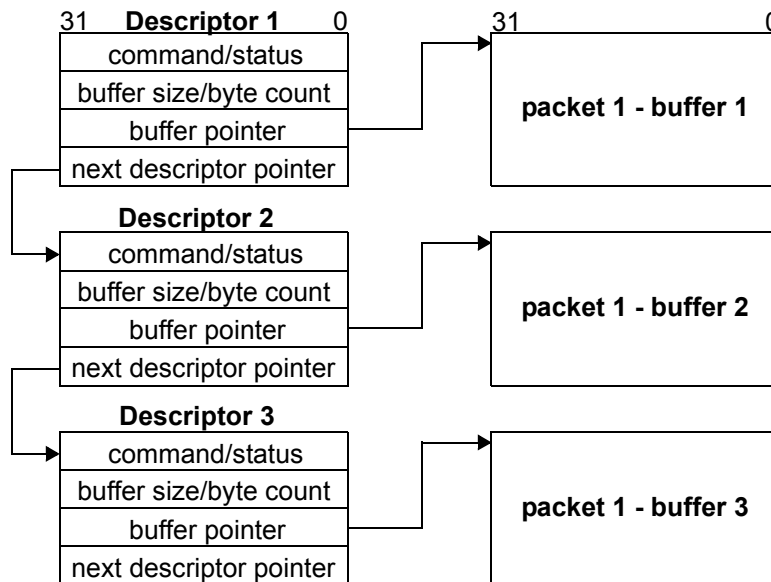 31 Descriptor 1 0
command/status
buffer size/byte count
buffer pointer
next descriptor pointer
31 0
packet 1 - buffer 1
Descriptor 2
command/status
buffer size/byte count
buffer pointer
next descriptor pointer
packet 1 - buffer 2
Descriptor 3
command/status
buffer size/byte count
buffer pointer
next descriptor pointer
packet 1 - buffer 3